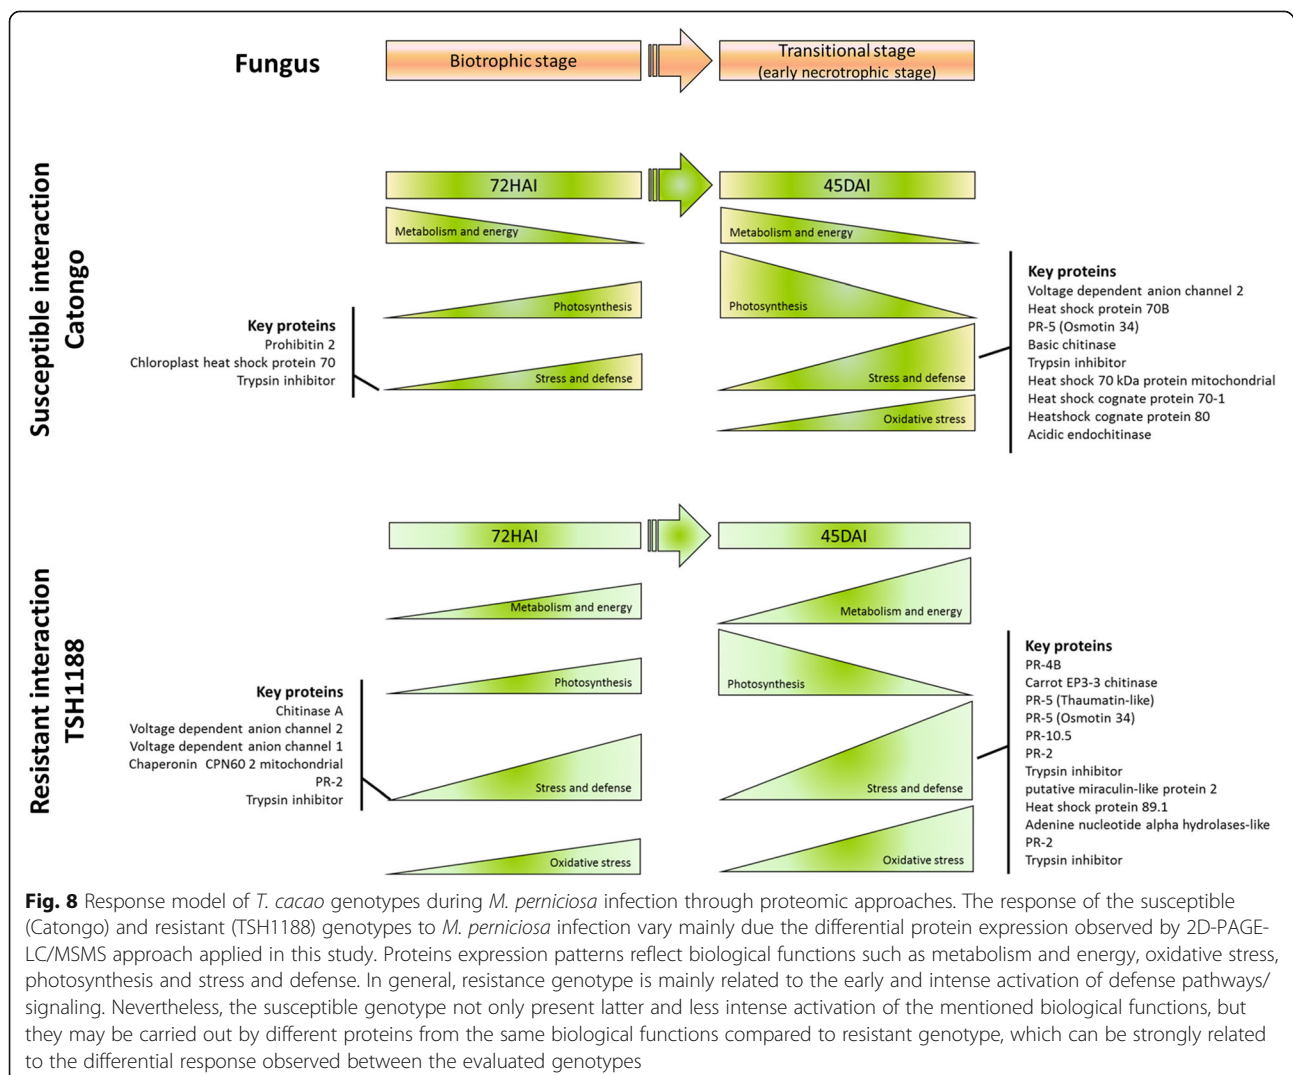 Fungus
Biotrophic stage
Transitional stage
(early necrotrophic stage)
Susceptible interaction
Catongo
72HAI
45DAI
Metabolism and energy
Photosynthesis
Stress and defense
Key proteins
Prohibitin 2
Chloroplast heat shock protein 70
Trypsin inhibitor
Metabolism and energy
Photosynthesis
Stress and defense
Oxidative stress
Key proteins
Voltage dependent anion channel 2
Heat shock protein 70B
PR-5 (Osmotin 34)
Basic chitinase
Trypsin inhibitor
Heat shock 70 kDa protein mitochondrial
Heat shock cognate protein 70-1
Heatshock cognate protein 80
Acidic endochitinase
Resistant interaction
TSH1188
72HAI
45DAI
Metabolism and energy
Photosynthesis
Stress and defense
Oxidative stress
Key proteins
Chitinase A
Voltage dependent anion channel 2
Voltage dependent anion channel 1
Chaperonin CPN60 2 mitochondrial
PR-2
Trypsin inhibitor
Metabolism and energy
Photosynthesis
Stress and defense
Oxidative stress
Key proteins
PR-4B
Carrot EP3-3 chitinase
PR-5 (Thaumatin-like)
PR-5 (Osmotin 34)
PR-10.5
PR-2
Trypsin inhibitor
putative miraculin-like protein 2
Heat shock protein 89.1
Adenine nucleotide alpha hydrolases-like
PR-2
Trypsin inhibitor
Fig. 8 Response model of T. cacao genotypes during M. perniciosa infection through proteomic approaches. The response of the susceptible
(Catongo) and resistant (TSH1188) genotypes to M. perniciosa infection vary mainly due the differential protein expression observed by 2D-PAGE-
LC/MSMS approach applied in this study. Proteins expression patterns reflect biological functions such as metabolism and energy, oxidative stress,
photosynthesis and stress and defense. In general, resistance genotype is mainly related to the early and intense activation of defense pathways/
signaling. Nevertheless, the susceptible genotype not only present latter and less intense activation of the mentioned biological functions, but
they may be carried out by different proteins from the same biological functions compared to resistant genotype, which can be strongly related
to the differential response observed between the evaluated genotypes